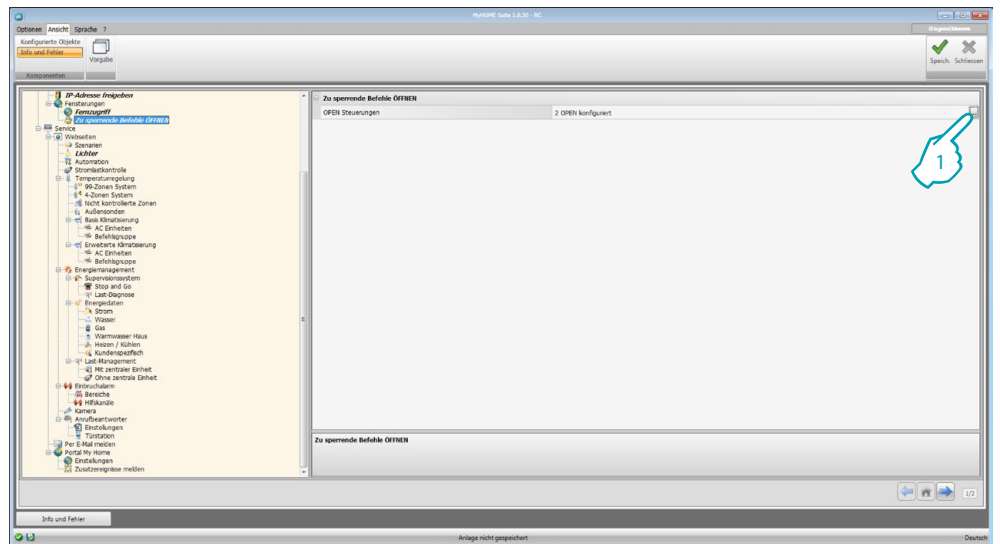 MyHOME Suite 1.0.30 - RC
Optionen Ansicht Sprache ?
Konfigurierte Objekte
Info und Fehler
Vorgabe
Speich. Schliessen
Komponenten
IP-Adresse freigeben
Fensterungen
Fernzugriff
Zu sperrende Befehle ÖFFNEN
Service
Webseiten
Szenarien
Lichter
Automation
Stromlastkontrolle
Temperaturregelung
99-Zonen System
4-Zonen System
Nicht kontrollierte Zonen
Außensonden
Basis Klimatisierung
AC Einheiten
Befehlsgruppe
Erweiterte Klimatisierung
AC Einheiten
Befehlsgruppe
Energiemanagement
Supervisionssystem
Stop and Go
Last-Diagnose
Energiedaten
Strom
Wasser
Gas
Warmwasser Haus
Heizen / Kühlen
Kundenspezifisch
Last-Management
Mit zentraler Einheit
Ohne zentrale Einheit
Einbruchalarm
Bereiche
Hilfskanäle
Kamera
Anrufbeantworter
Einstellungen
Türstation
Per E-Mail melden
Portal My Home
Einstellungen
Zusatzereignisse melden
Zu sperrende Befehle ÖFFNEN
OPEN Steuerungen 2 OPEN konfiguriert
1
Zu sperrende Befehle ÖFFNEN
1/2
Info und Fehler
Anlage nicht gespeichert
Deutsch